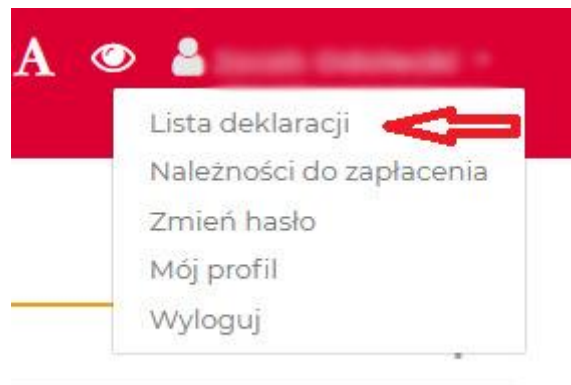 A
Lista deklaracji
Należności do zapłacenia
Zmień hasło
Mój profil
Wyloguj